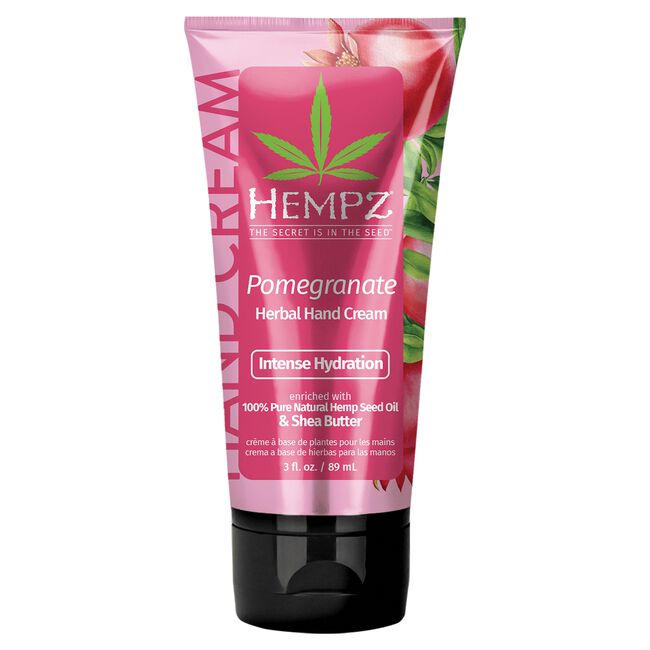 HAND CREAM
HEMPZ
THE SECRET IS IN THE SEED™
Pomegranate
Herbal Hand Cream
Intense Hydration
enriched with
100% Pure Natural Hemp Seed Oil
& Shea Butter
crème à base de plantes pour les mains
crema a base de hierbas para las manos
3 fl. oz. / 89 mL